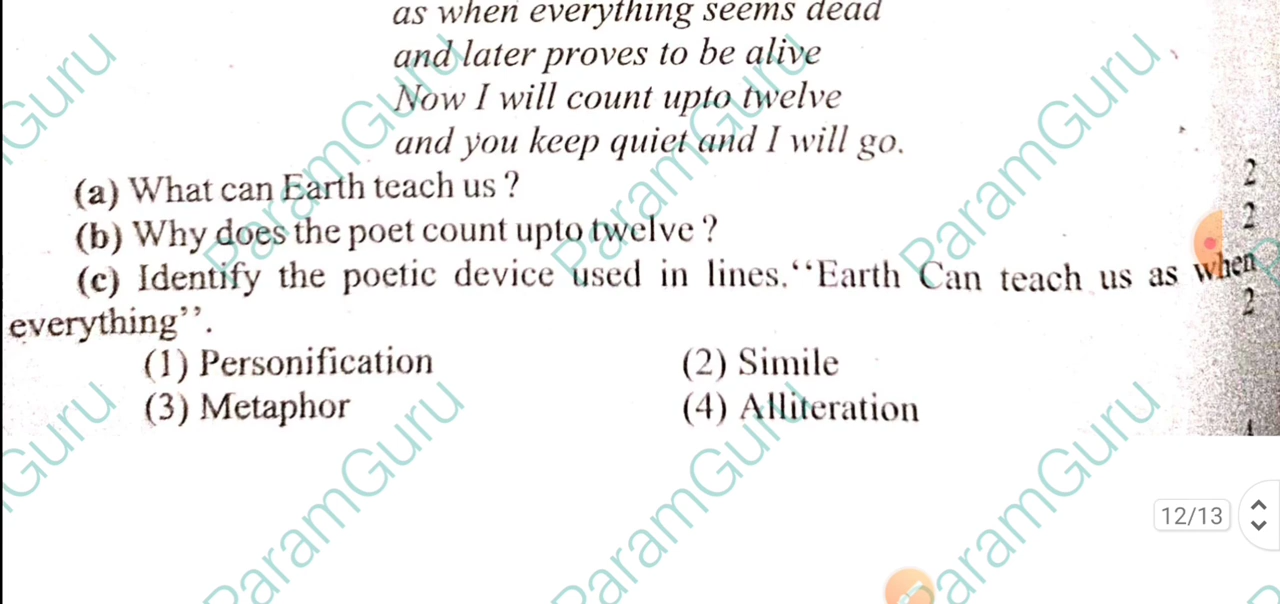 as when everything seems dead
and later proves to be alive
Now I will count upto twelve
and you keep quiet and I will go.
(a) What can Earth teach us ? 2
(b) Why does the poet count upto twelve ? 2
(c) Identify the poetic device used in lines.‘‘Earth Can teach us as when
everything’’. 2
(1) Personification (2) Simile
(3) Metaphor (4) Alliteration
12/13
ParamGuru
ParamGuru
ParamGuru
ParamGuru
ParamGuru
ParamGuru
Guru
Guru